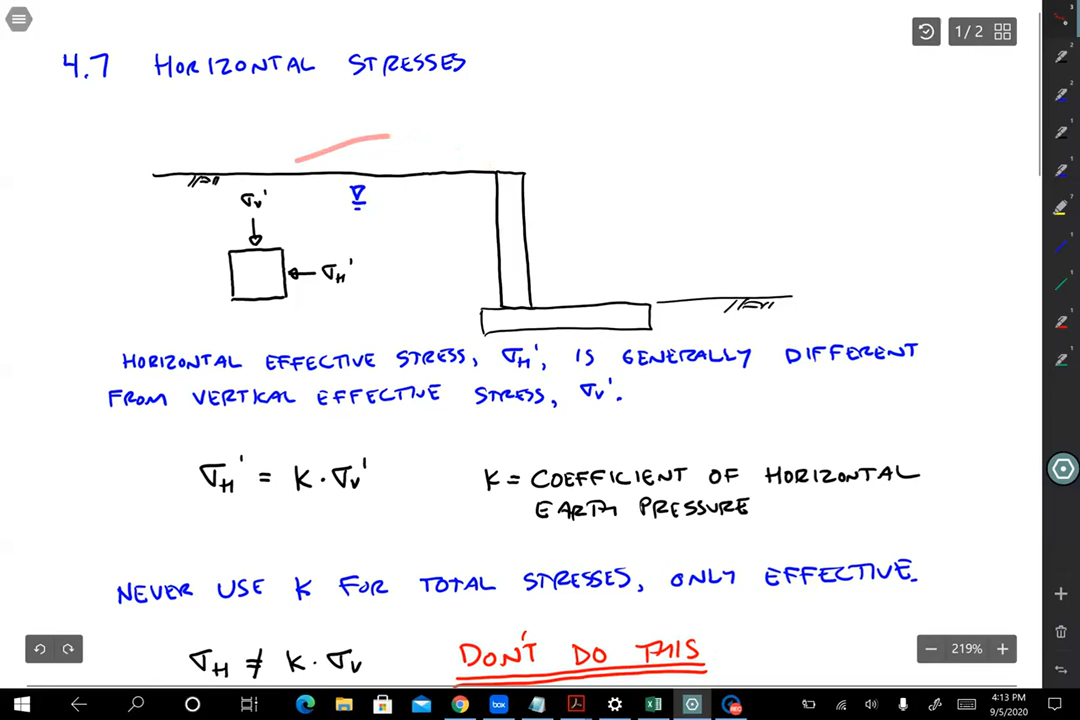 1/2
4.7 HORIZONTAL STRESSES
σv'
σH'
HORIZONTAL EFFECTIVE STRESS, σH', IS GENERALLY DIFFERENT
FROM VERTICAL EFFECTIVE STRESS, σv'.
σH' = K · σv'
K = COEFFICIENT OF HORIZONTAL
EARTH PRESSURE
NEVER USE K FOR TOTAL STRESSES, ONLY EFFECTIVE.
σH ≠ K · σv
DON'T DO THIS
219%
box
4:13 PM
9/5/2020